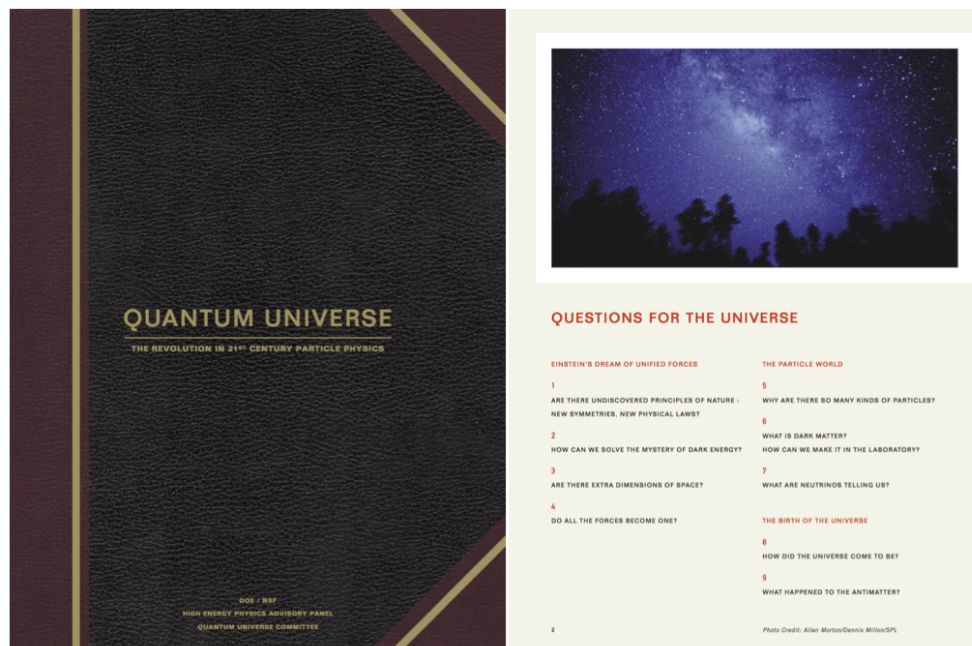 QUANTUM UNIVERSE
THE REVOLUTION IN 21ST CENTURY PARTICLE PHYSICS
DOE / NSF
HIGH ENERGY PHYSICS ADVISORY PANEL
QUANTUM UNIVERSE COMMITTEE
QUESTIONS FOR THE UNIVERSE
EINSTEIN'S DREAM OF UNIFIED FORCES
1
ARE THERE UNDISCOVERED PRINCIPLES OF NATURE :
NEW SYMMETRIES, NEW PHYSICAL LAWS?
2
HOW CAN WE SOLVE THE MYSTERY OF DARK ENERGY?
3
ARE THERE EXTRA DIMENSIONS OF SPACE?
4
DO ALL THE FORCES BECOME ONE?
THE PARTICLE WORLD
5
WHY ARE THERE SO MANY KINDS OF PARTICLES?
6
WHAT IS DARK MATTER?
HOW CAN WE MAKE IT IN THE LABORATORY?
7
WHAT ARE NEUTRINOS TELLING US?
THE BIRTH OF THE UNIVERSE
8
HOW DID THE UNIVERSE COME TO BE?
9
WHAT HAPPENED TO THE ANTIMATTER?
2
Photo Credit: Allan Morton/Dennis Milon/SPL